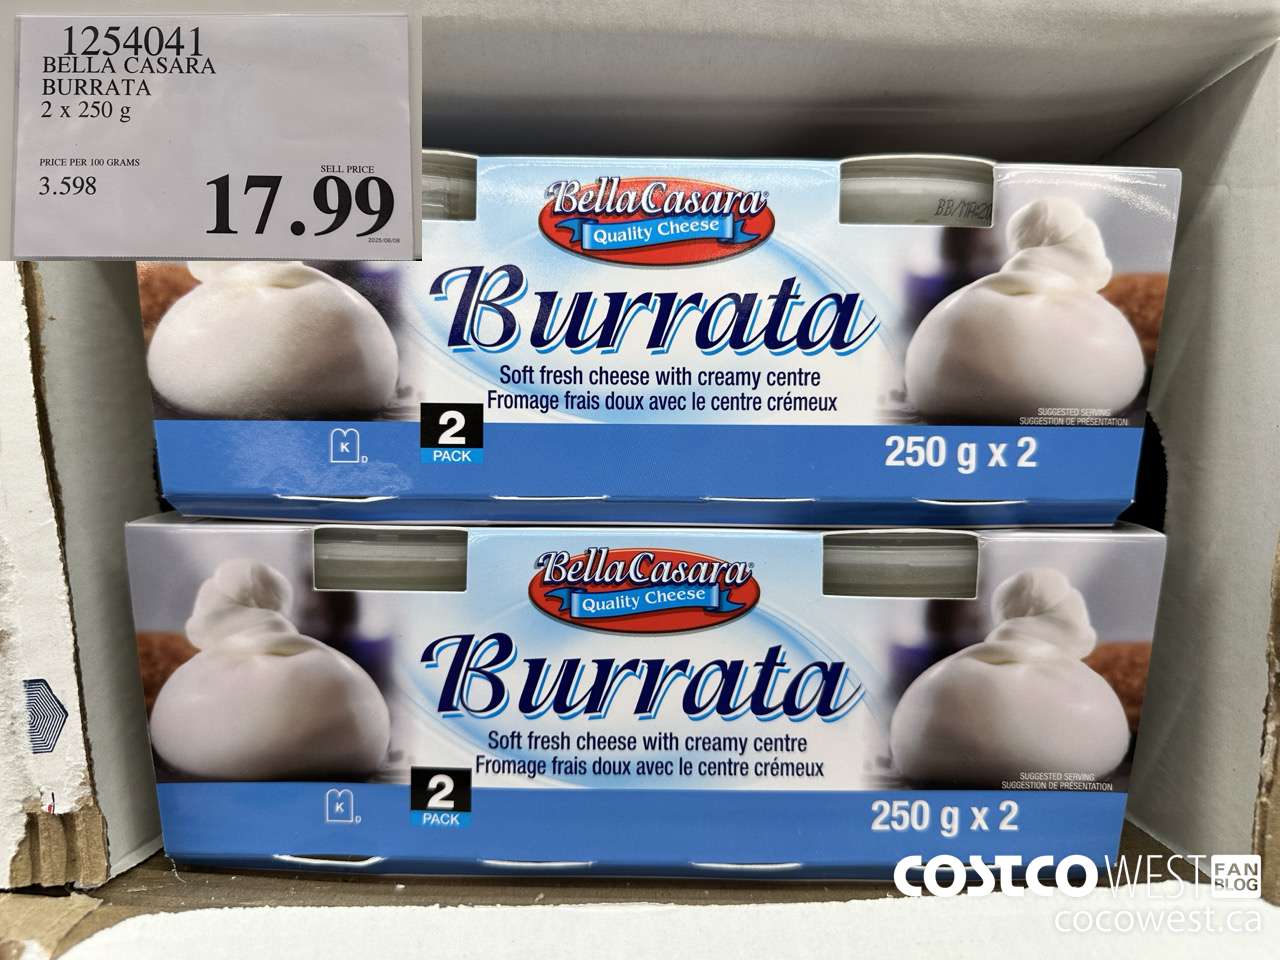 1254041
BELLA CASARA
BURRATA
2 x 250 g
PRICE PER 100 GRAMS
3.598
SELL PRICE
17.99
2025/06/08
BellaCasara®
Quality Cheese
Burrata
Soft fresh cheese with creamy centre
Fromage frais doux avec le centre crémeux
2
PACK
K
D
250 g x 2
SUGGESTED SERVING
SUGGESTION DE PRÉSENTATION
BellaCasara®
Quality Cheese
Burrata
Soft fresh cheese with creamy centre
Fromage frais doux avec le centre crémeux
2
PACK
K
D
250 g x 2
SUGGESTED SERVING
SUGGESTION DE PRÉSENTATION
COSTCO WEST FAN BLOG
cocowest.ca